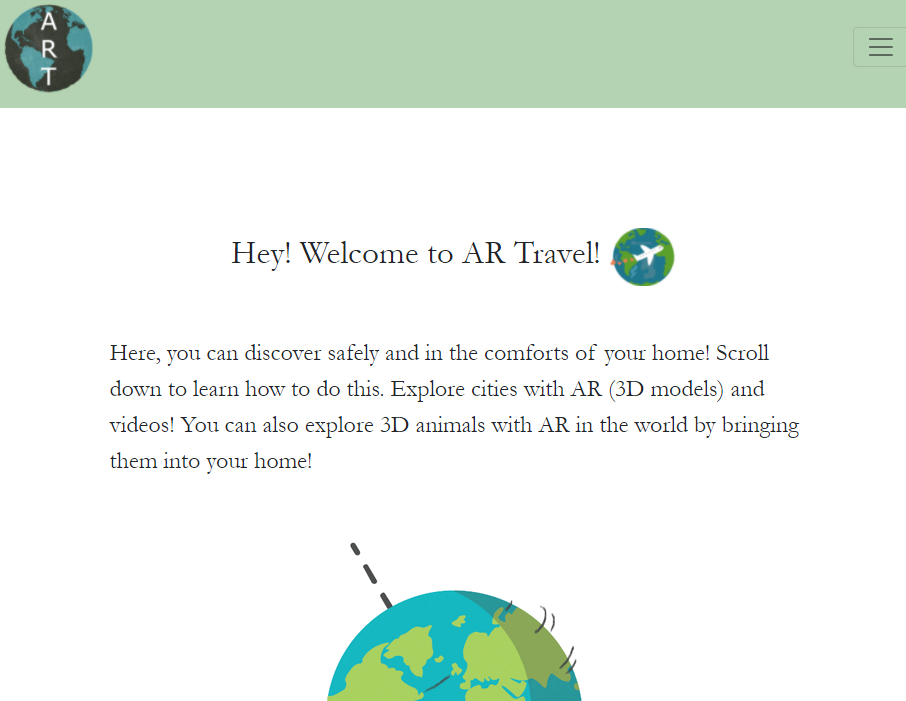 A
R
T
Hey! Welcome to AR Travel!
Here, you can discover safely and in the comforts of your home! Scroll
down to learn how to do this. Explore cities with AR (3D models) and
videos! You can also explore 3D animals with AR in the world by bringing
them into your home!